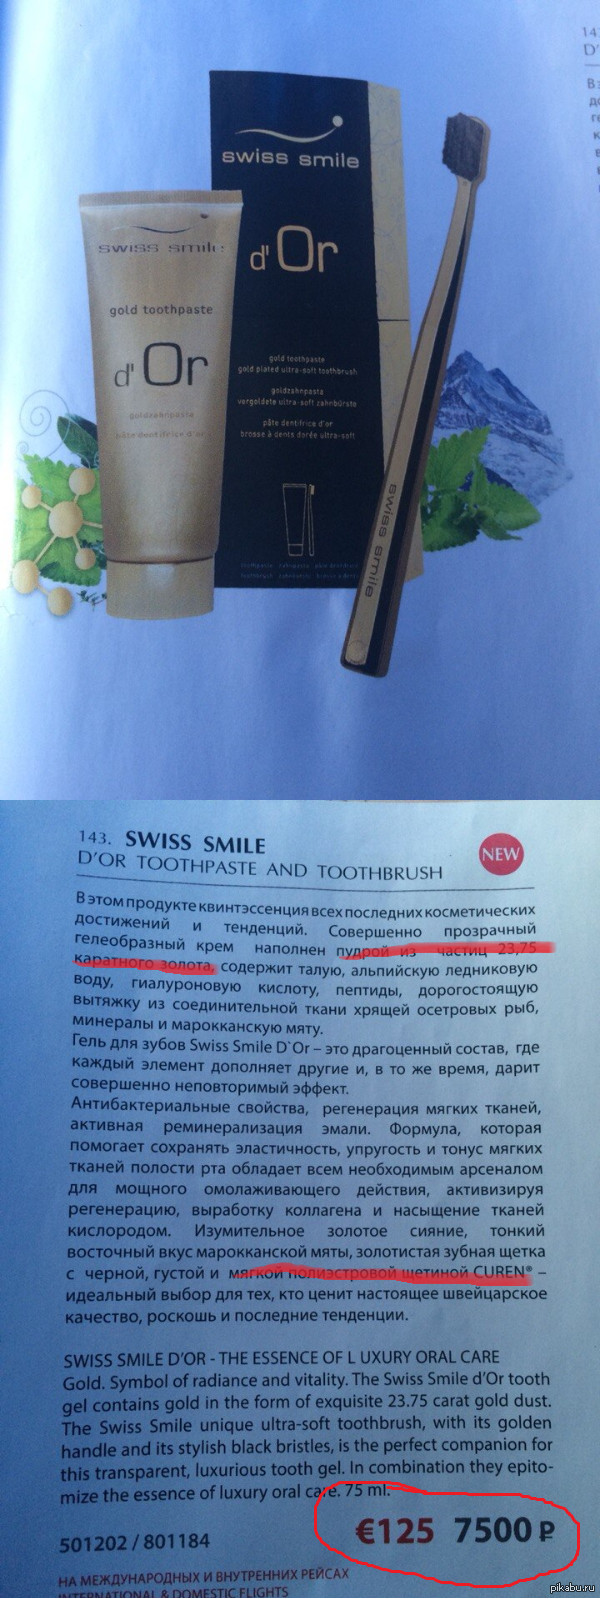 swiss smile
d'Or
swiss smile
gold toothpaste
d'Or
goldzahnpasta
pâte dentifrice d'or
gold toothpaste
gold plated ultra-soft toothbrush
goldzahnpasta
vergoldete ultra-soft zahnbürste
pâte dentifrice d'or
brosse à dents dorée ultra-soft
swiss smile
143. SWISS SMILE
D'OR TOOTHPASTE AND TOOTHBRUSH
NEW
В этом продукте квинтэссенция всех последних косметических
достижений и тенденций. Совершенно прозрачный
гелеобразный крем наполнен пудрой из частиц 23,75
каратного золота, содержит талую, альпийскую ледниковую
воду, гиалуроновую кислоту, пептиды, дорогостоящую
вытяжку из соединительной ткани хрящей осетровых рыб,
минералы и марокканскую мяту.
Гель для зубов Swiss Smile D`Or – это драгоценный состав, где
каждый элемент дополняет другие и, в то же время, дарит
совершенно неповторимый эффект.
Антибактериальные свойства, регенерация мягких тканей,
активная реминерализация эмали. Формула, которая
помогает сохранять эластичность, упругость и тонус мягких
тканей полости рта обладает всем необходимым арсеналом
для мощного омолаживающего действия, активизируя
регенерацию, выработку коллагена и насыщение тканей
кислородом. Изумительное золотое сияние, тонкий
восточный вкус марокканской мяты, золотистая зубная щетка
с черной, густой и мягкой полиэстровой щетиной CUREN® –
идеальный выбор для тех, кто ценит настоящее швейцарское
качество, роскошь и последние тенденции.
SWISS SMILE D'OR - THE ESSENCE OF L UXURY ORAL CARE
Gold. Symbol of radiance and vitality. The Swiss Smile d'Or tooth
gel contains gold in the form of exquisite 23.75 carat gold dust.
The Swiss Smile unique ultra-soft toothbrush, with its golden
handle and its stylish black bristles, is the perfect companion for
this transparent, luxurious tooth gel. In combination they epito-
mize the essence of luxury oral care. 75 ml.
€125 7500 ₽
501202 / 801184
НА МЕЖДУНАРОДНЫХ И ВНУТРЕННИХ РЕЙСАХ
INTERNATIONAL & DOMESTIC FLIGHTS
pikabu.ru